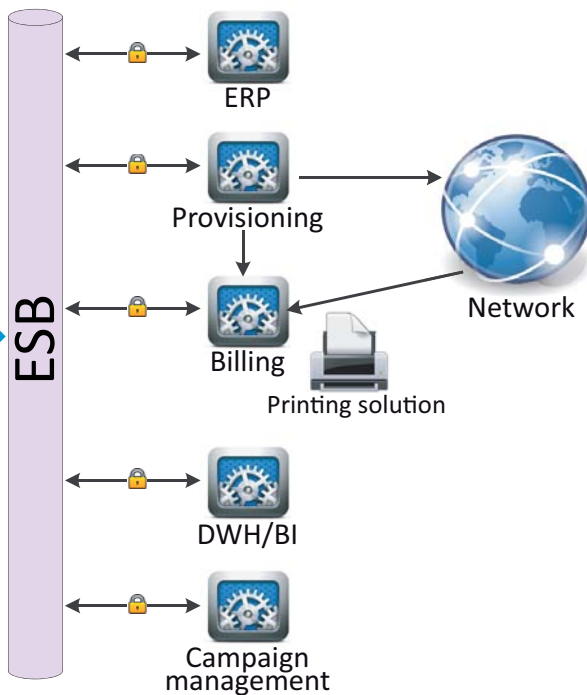 ERP
Provisioning
Network
ESB
Billing
Printing solution
DWH/BI
Campaign
management